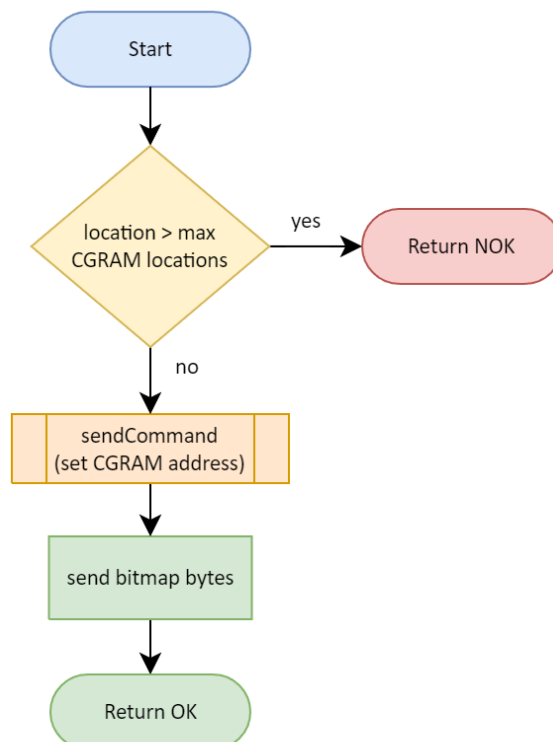 Start
location > max
CGRAM locations
yes
Return NOK
no
sendCommand
(set CGRAM address)
send bitmap bytes
Return OK